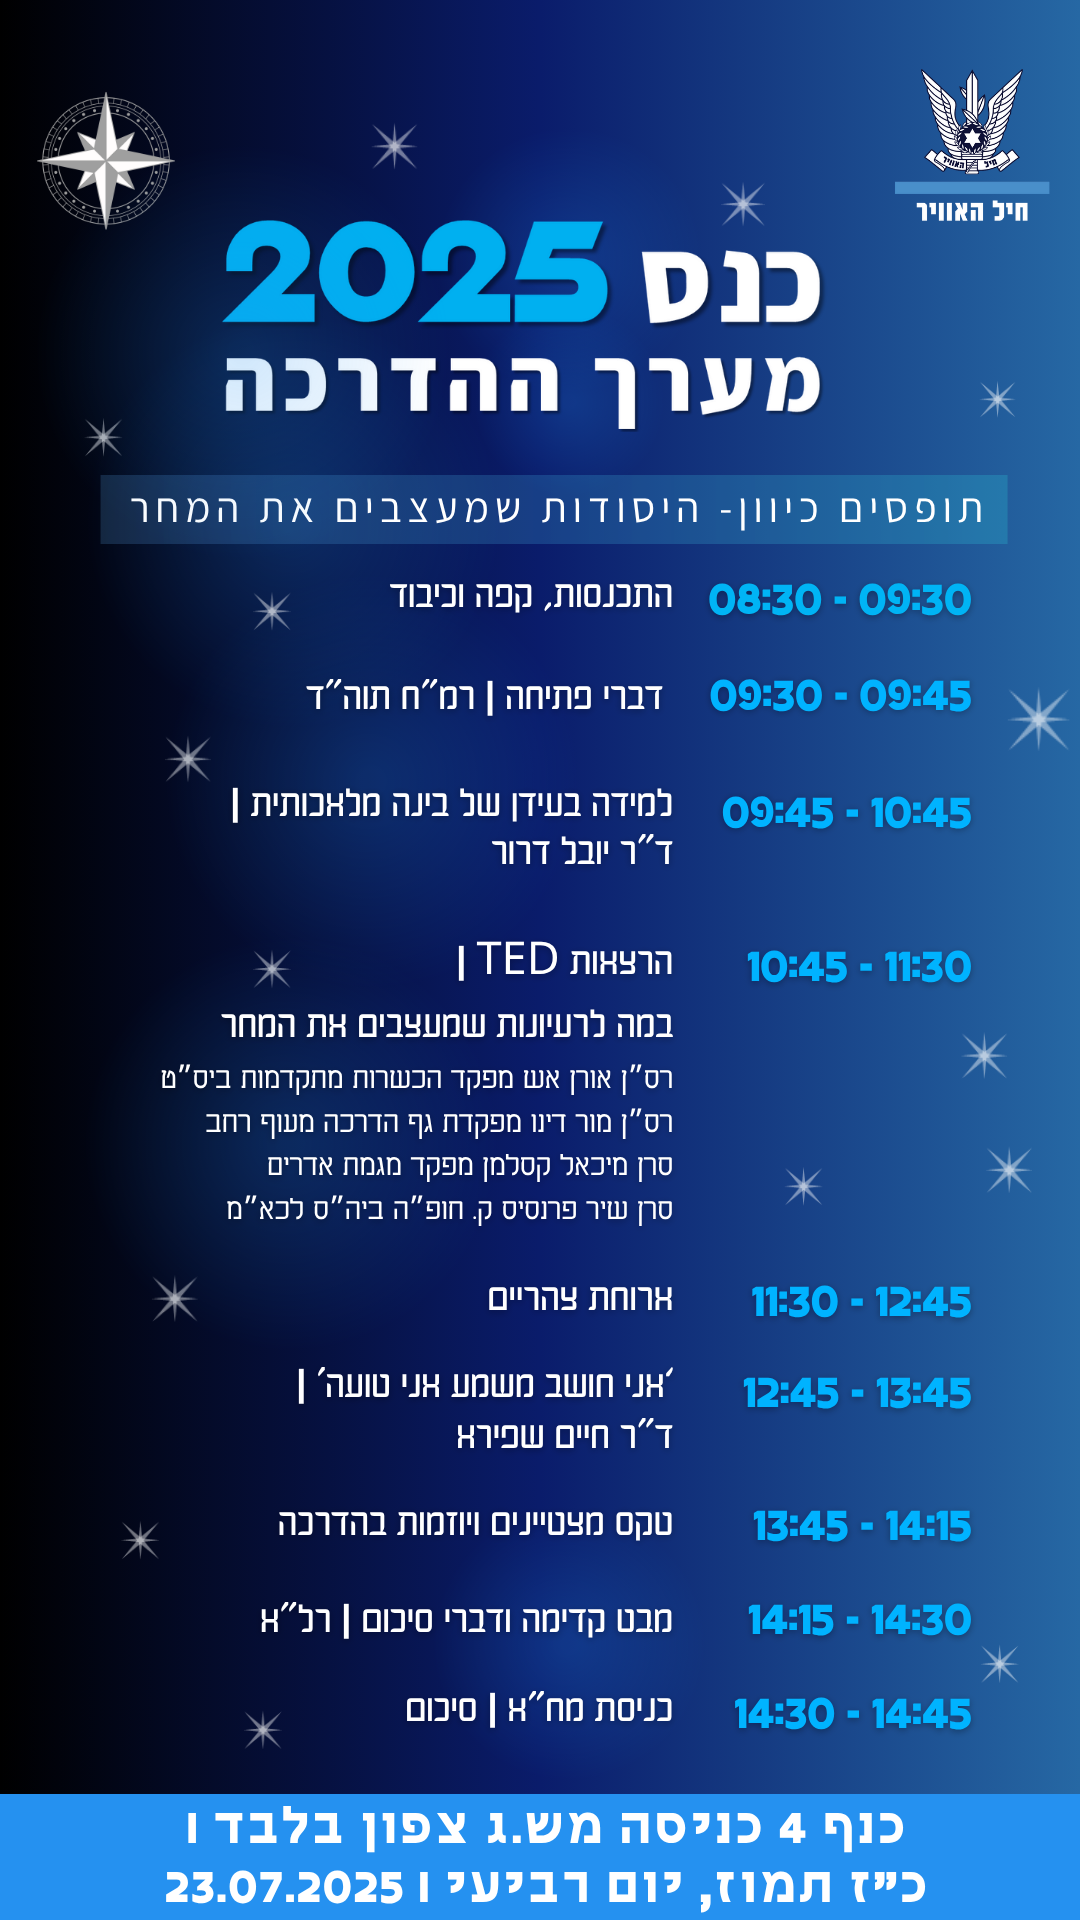 חיל האוויר
חיל האוויר
כנס 2025
מערך ההדרכה
תופסים כיוון- היסודות שמעצבים את המחר
08:30 - 09:30 התכנסות, קפה וכיבוד
09:30 - 09:45 דברי פתיחה | רמ"ח תוה"ד
09:45 - 10:45 למידה בעידן של בינה מלאכותית |
ד"ר יובל דרור
10:45 - 11:30 הרצאות TED |
במה לרעיונות שמעצבים את המחר
רס"ן אורן אש מפקד הכשרות מתקדמות ביס"ט
רס"ן מור דינו מפקדת גף הדרכה מעוף רחב
סרן מיכאל קסלמן מפקד מגמת אדרים
סרן שיר פרנסיס ק. חופ"ה ביה"ס לכא"מ
11:30 - 12:45 ארוחת צהריים
12:45 - 13:45 'אני חושב משמע אני טועה' |
ד"ר חיים שפירא
13:45 - 14:15 טקס מצטיינים ויוזמות בהדרכה
14:15 - 14:30 מבט קדימה ודברי סיכום | רל"א
14:30 - 14:45 כניסת מח"א | סיכום
כנף 4 כניסה מש.ג צפון בלבד ו
כ"ז תמוז, יום רביעי ו 23.07.2025